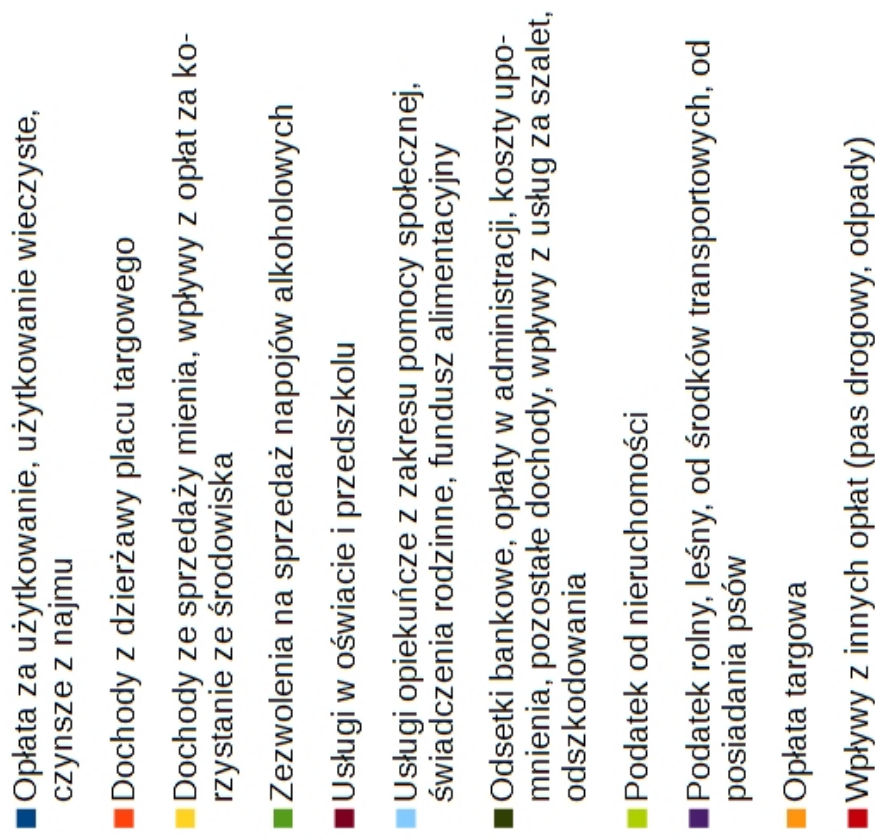 Opłata za użytkowanie, użytkowanie wieczyste,
czynsze z najmu
Dochody z dzierżawy placu targowego
Dochody ze sprzedaży mienia, wpływy z opłat za ko-
rzystanie ze środowiska
Zezwolenia na sprzedaż napojów alkoholowych
Usługi w oświacie i przedszkolu
Usługi opiekuńcze z zakresu pomocy społecznej,
świadczenia rodzinne, fundusz alimentacyjny
Odsetki bankowe, opłaty w administracji, koszty upo-
mnienia, pozostałe dochody, wpływy z usług za szalet,
odszkodowania
Podatek od nieruchomości
Podatek rolny, leśny, od środków transportowych, od
posiadania psów
Opłata targowa
Wpływy z innych opłat (pas drogowy, odpady)